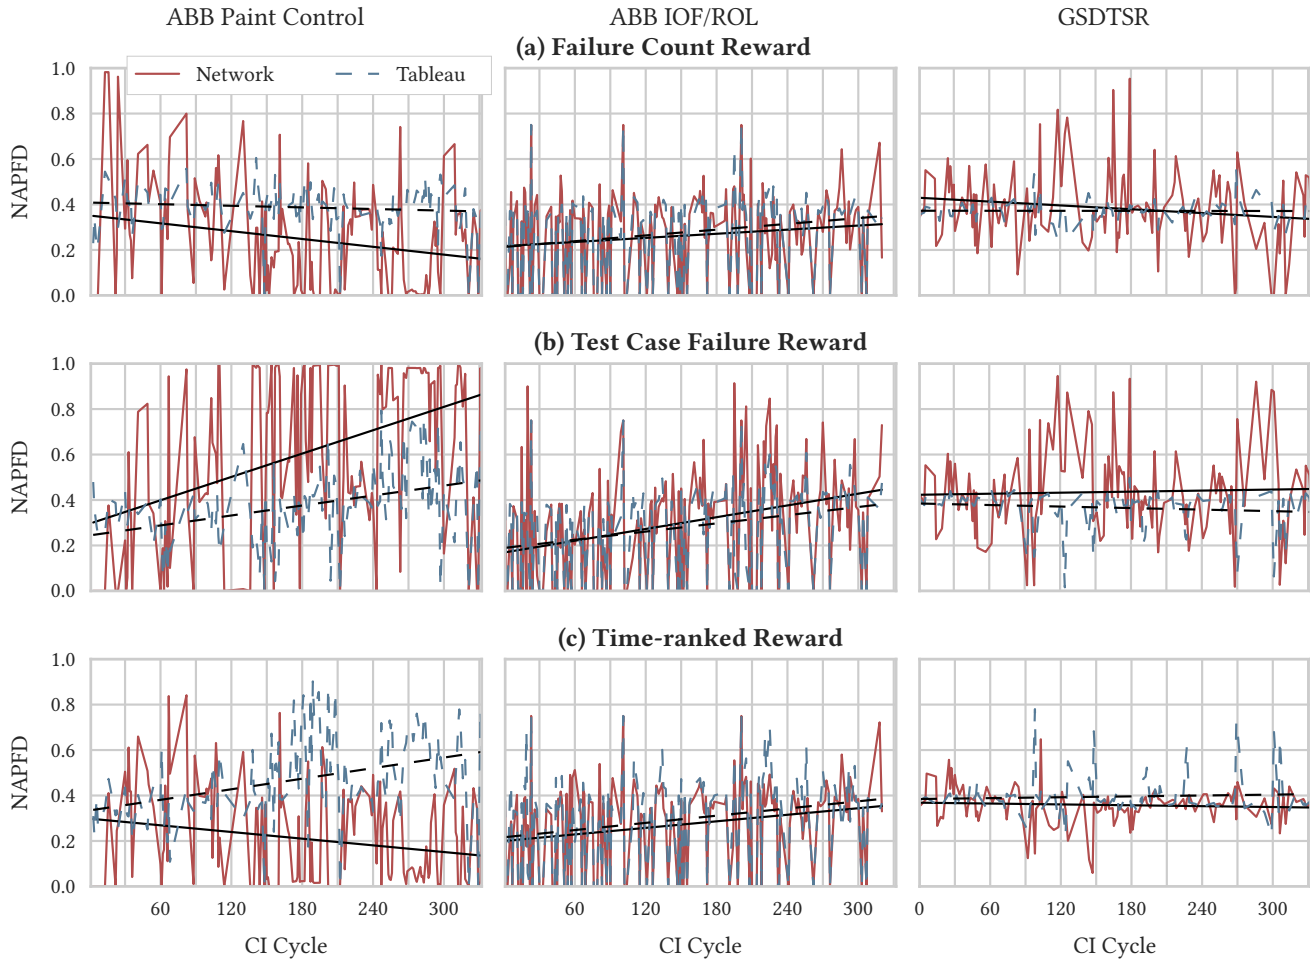 ABB Paint Control ABB IOF/ROL GSDTSR
(a) Failure Count Reward
Network Tableau
NAPFD
1.0
0.8
0.6
0.4
0.2
0.0
(b) Test Case Failure Reward
NAPFD
1.0
0.8
0.6
0.4
0.2
0.0
(c) Time-ranked Reward
NAPFD
1.0
0.8
0.6
0.4
0.2
0.0
60 120 180 240 300 60 120 180 240 300 0 60 120 180 240 300
CI Cycle CI Cycle CI Cycle